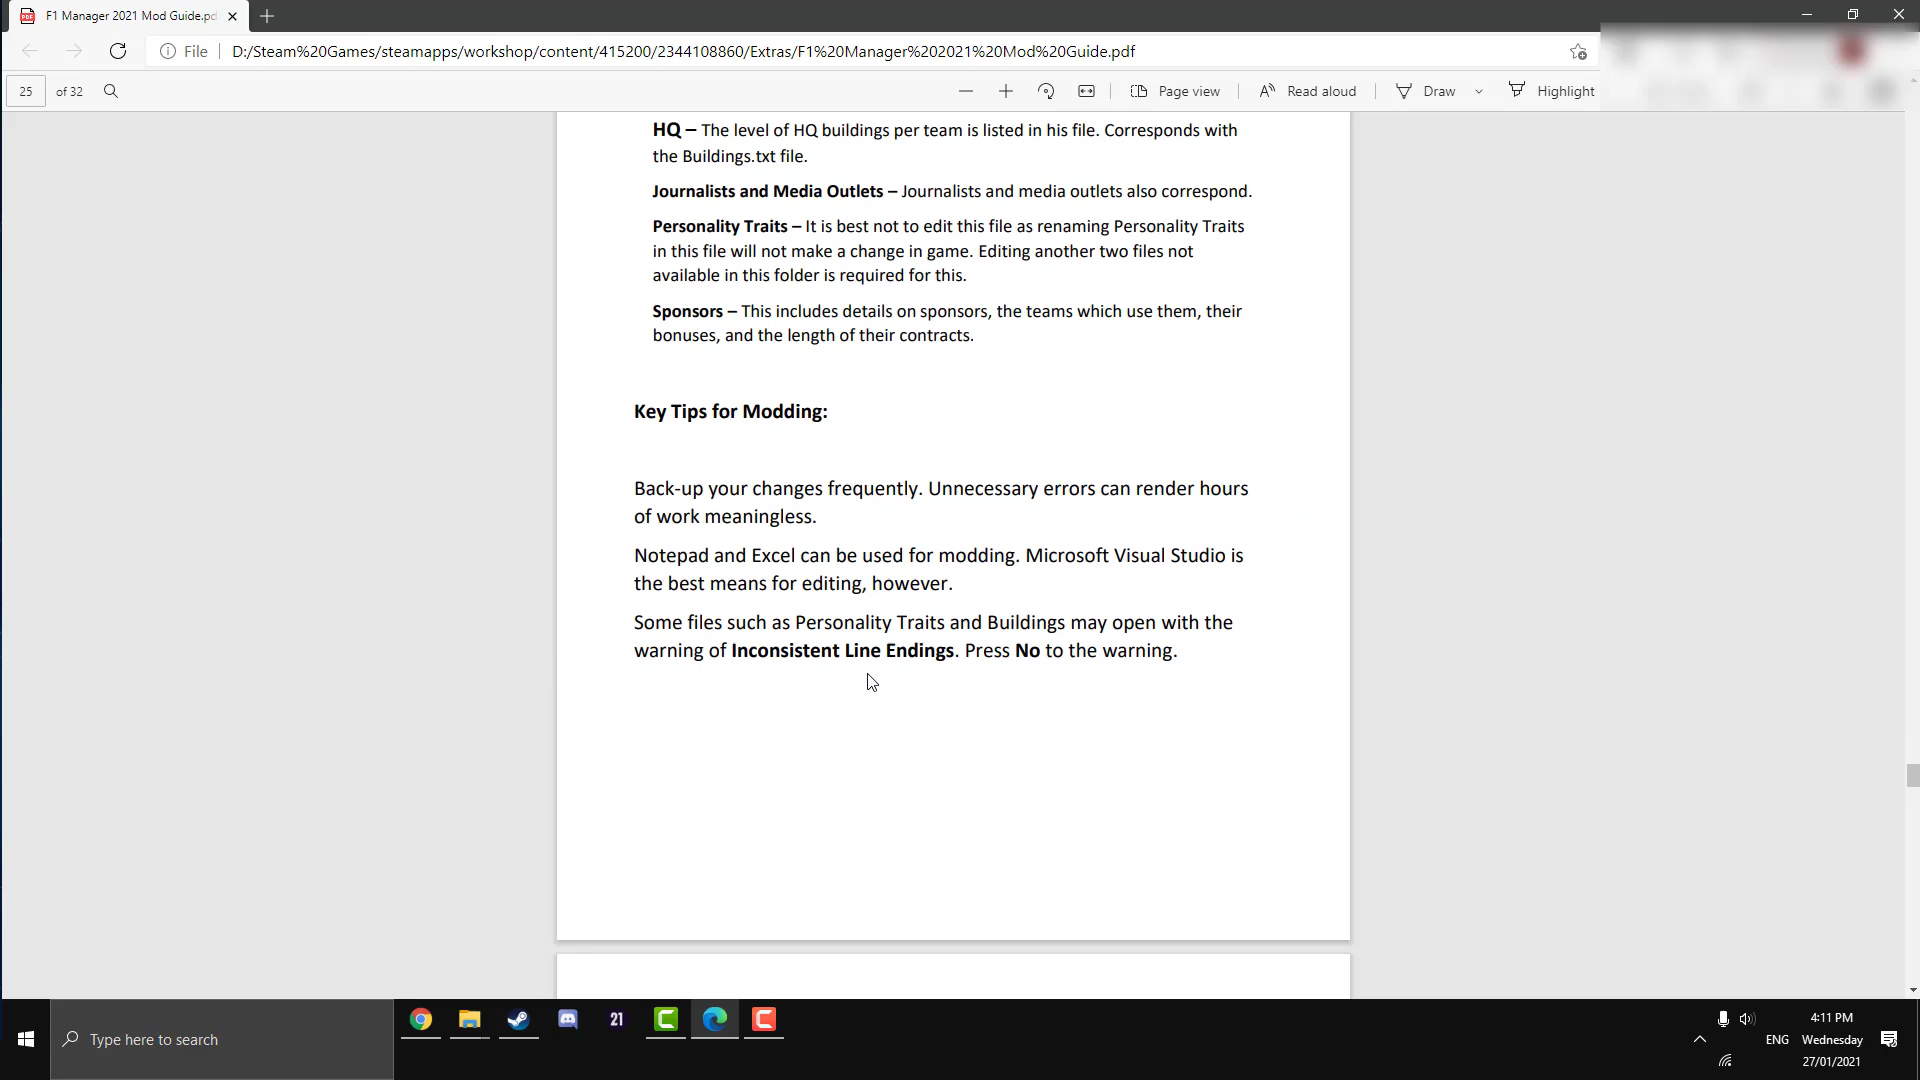 F1 Manager 2021 Mod Guide.pd
File
D:/Steam%20Games/steamapps/workshop/content/415200/2344108860/Extras/F1%20Manager%202021%20Mod%20Guide.pdf
25 of 32
Page view
Read aloud
Draw
Highlight
HQ – The level of HQ buildings per team is listed in his file. Corresponds with
the Buildings.txt file.
Journalists and Media Outlets – Journalists and media outlets also correspond.
Personality Traits – It is best not to edit this file as renaming Personality Traits
in this file will not make a change in game. Editing another two files not
available in this folder is required for this.
Sponsors – This includes details on sponsors, the teams which use them, their
bonuses, and the length of their contracts.
Key Tips for Modding:
Back-up your changes frequently. Unnecessary errors can render hours
of work meaningless.
Notepad and Excel can be used for modding. Microsoft Visual Studio is
the best means for editing, however.
Some files such as Personality Traits and Buildings may open with the
warning of Inconsistent Line Endings. Press No to the warning.
Type here to search
21
4:11 PM
ENG Wednesday
27/01/2021